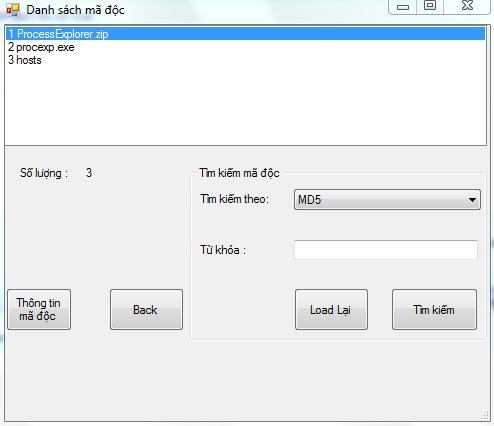 Danh sách mã độc
1 ProcessExplorer.zip
2 procexp.exe
3 hosts
Số lượng : 3
Tìm kiếm mã độc
Tìm kiếm theo: MD5
Từ khóa :
Thông tin
mã độc
Back
Load Lại
Tìm kiếm